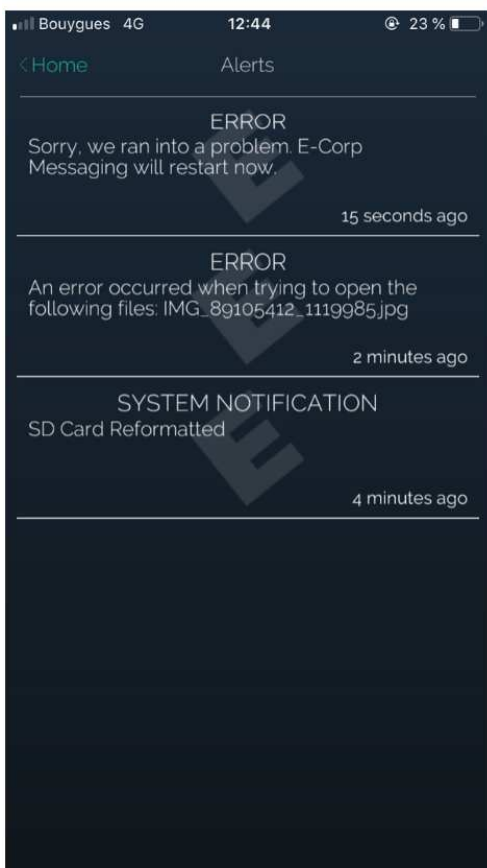 Bouygues 4G 12:44 23 %
<Home Alerts
ERROR
Sorry, we ran into a problem. E-Corp
Messaging will restart now.
15 seconds ago
ERROR
An error occurred when trying to open the
following files: IMG_89105412_1119985.jpg
2 minutes ago
SYSTEM NOTIFICATION
SD Card Reformatted
4 minutes ago